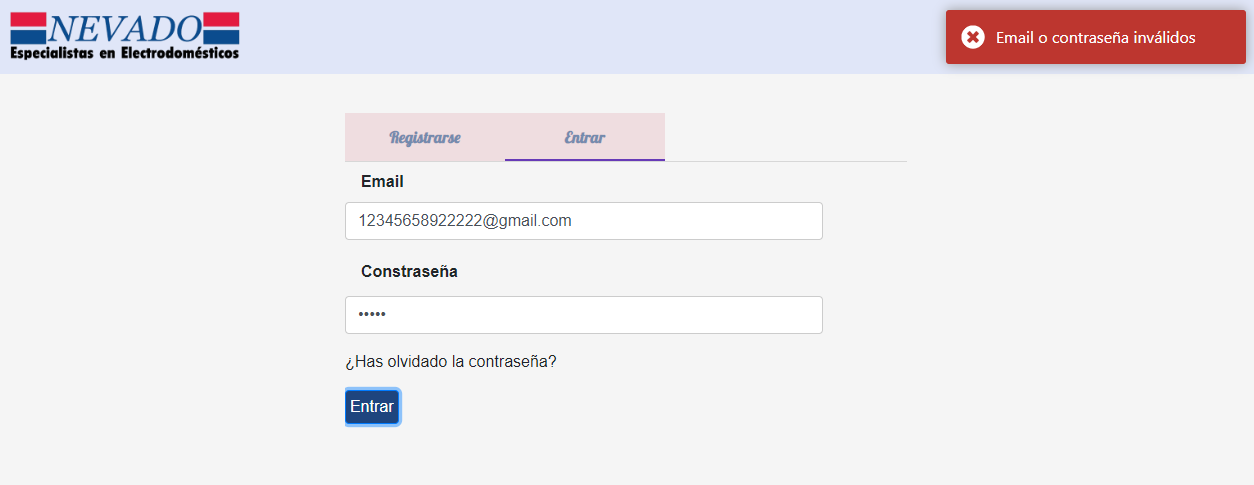 NEVADO
Especialistas en Electrodomésticos
Email o contraseña inválidos
Registrarse
Entrar
Email
12345658922222@gmail.com
Constraseña
•••••
¿Has olvidado la contraseña?
Entrar